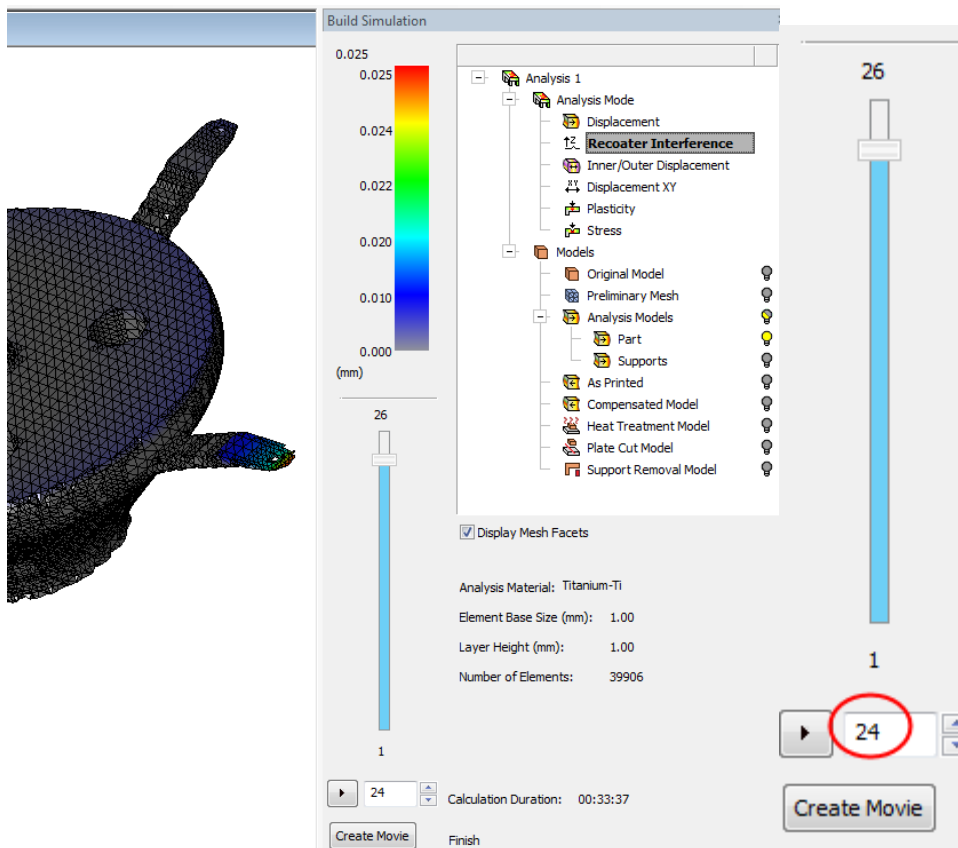 Build Simulation
0.025
0.025
0.024
0.022
0.020
0.010
0.000
(mm)
26
1
24
Create Movie
Analysis 1
Analysis Mode
Displacement
Recoater Interference
Inner/Outer Displacement
Displacement XY
Plasticity
Stress
Models
Original Model
Preliminary Mesh
Analysis Models
Part
Supports
As Printed
Compensated Model
Heat Treatment Model
Plate Cut Model
Support Removal Model
Display Mesh Facets
Analysis Material: Titanium-Ti
Element Base Size (mm): 1.00
Layer Height (mm): 1.00
Number of Elements: 39906
Calculation Duration: 00:33:37
Finish
26
1
24
Create Movie